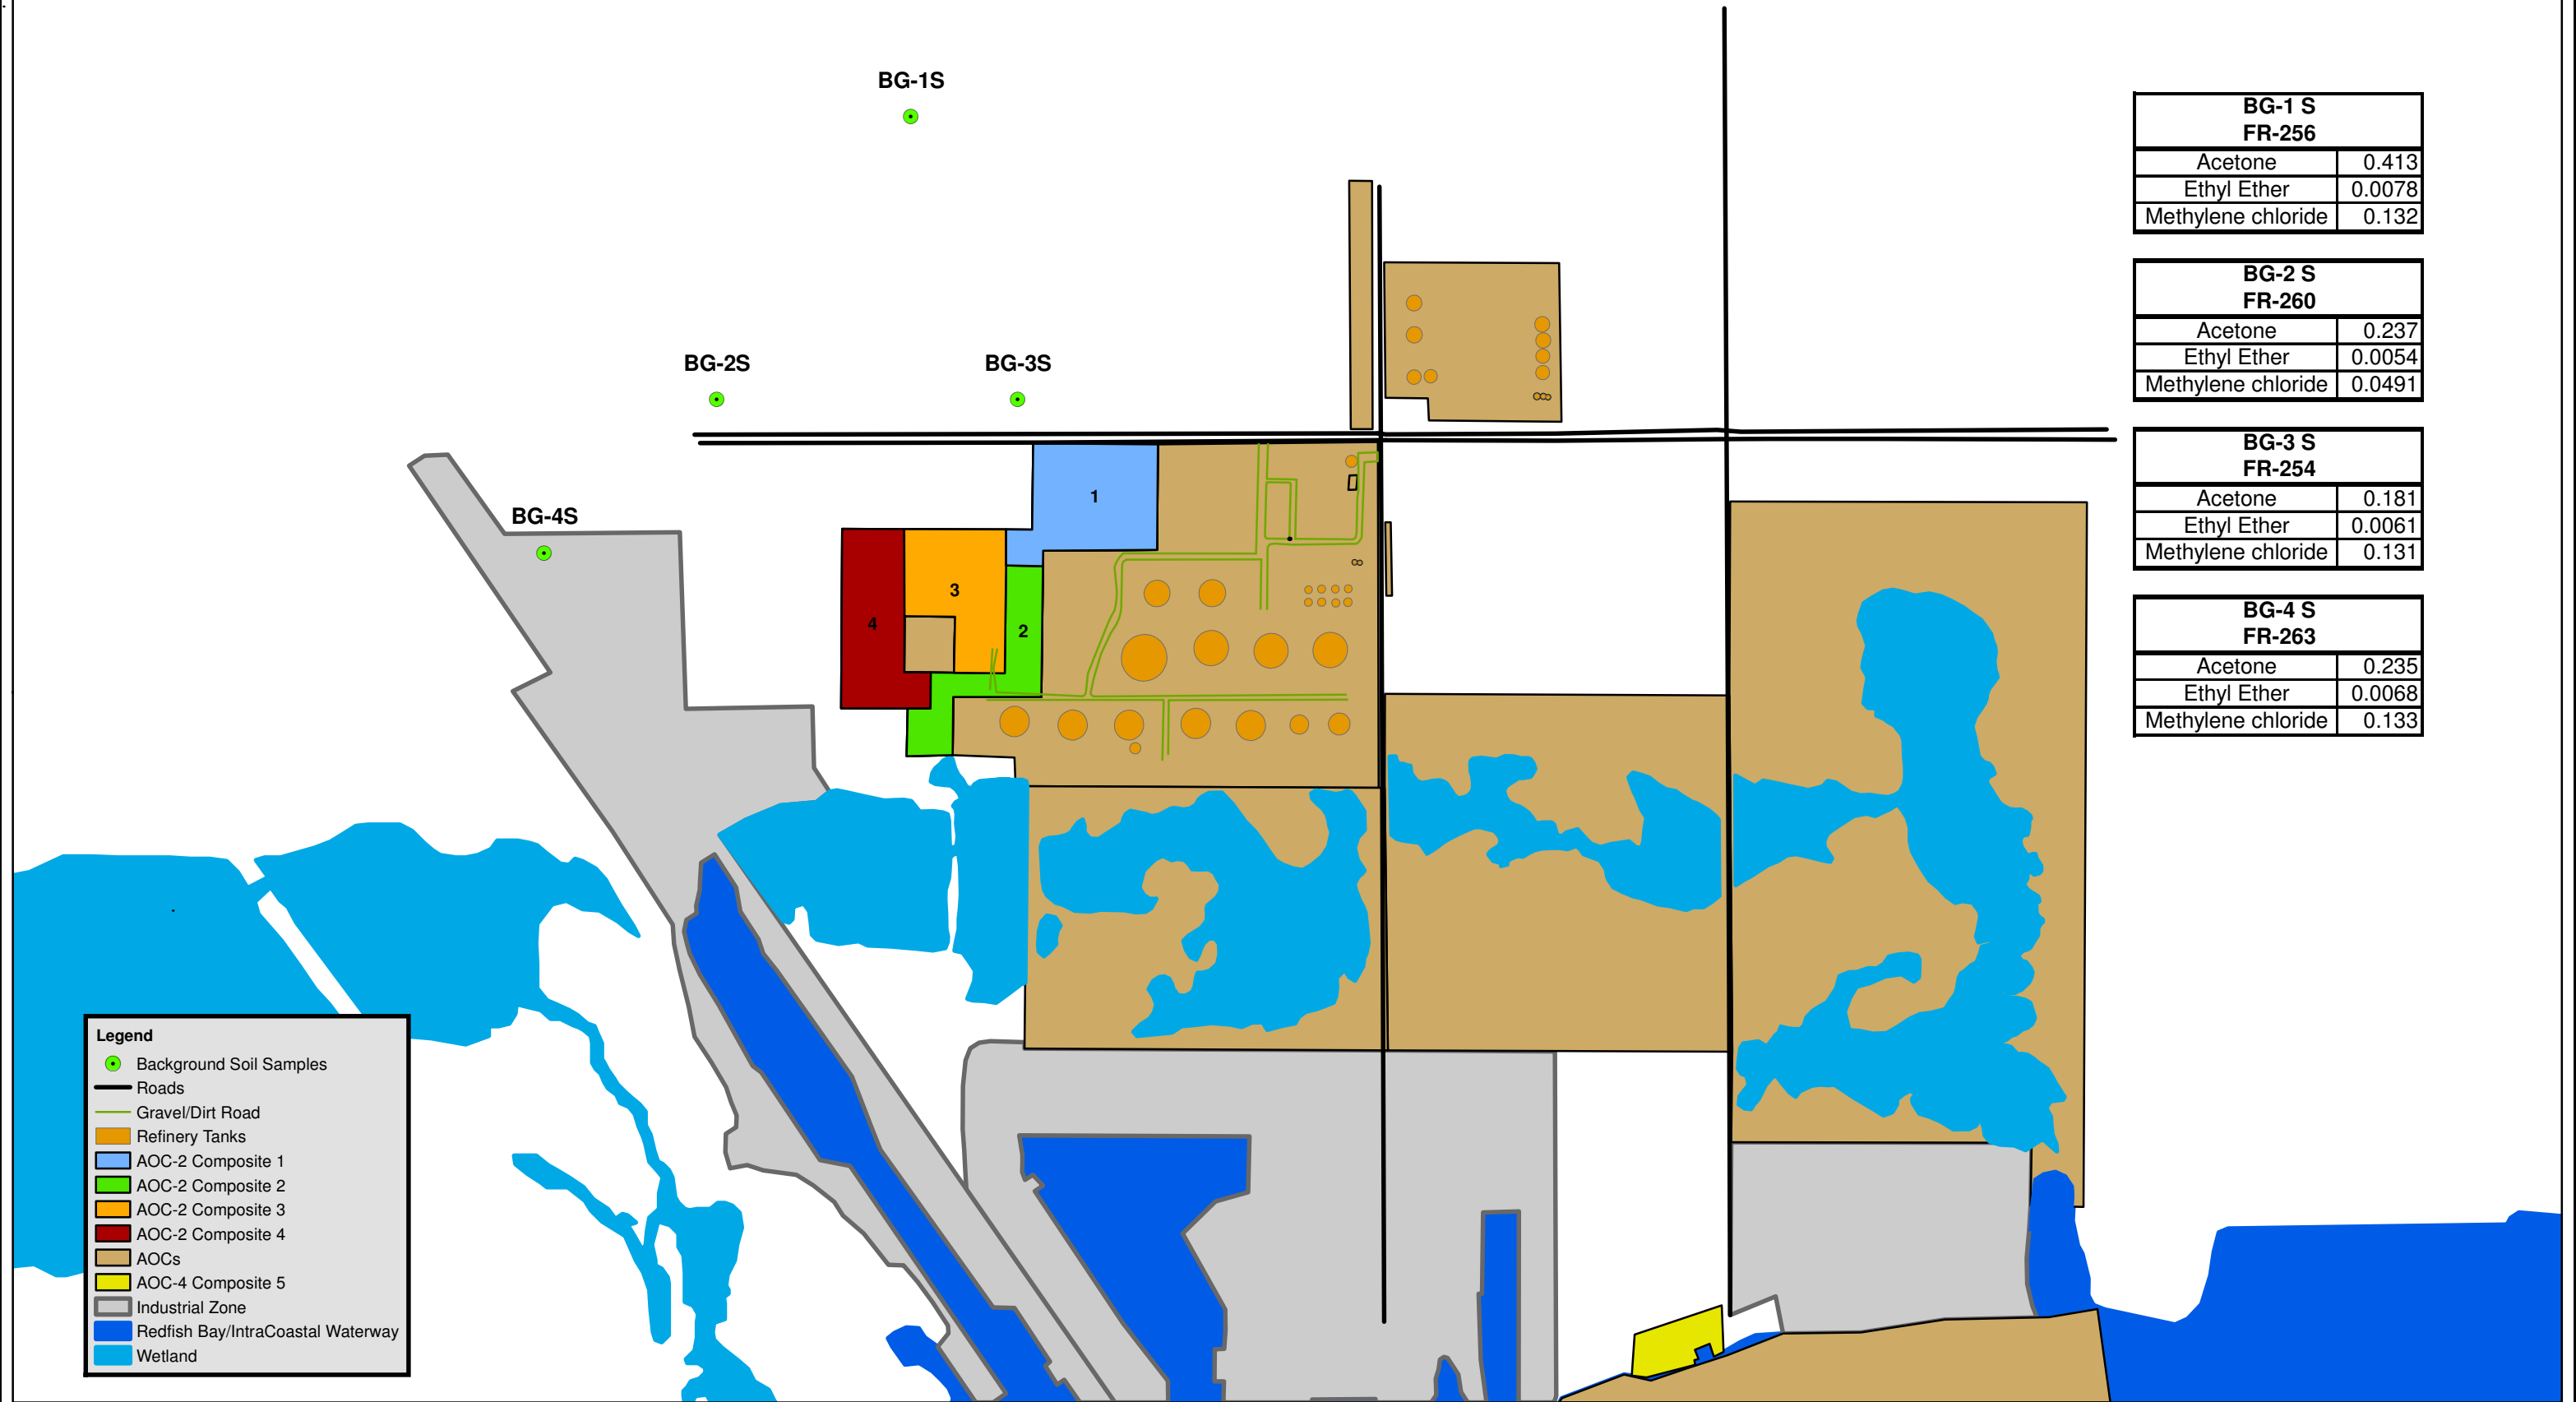 BG-1S
BG-2S
BG-3S
BG-4S
1
2
3
4
BG-1 S
FR-256
Acetone 0.413
Ethyl Ether 0.0078
Methylene chloride 0.132
BG-2 S
FR-260
Acetone 0.237
Ethyl Ether 0.0054
Methylene chloride 0.0491
BG-3 S
FR-254
Acetone 0.181
Ethyl Ether 0.0061
Methylene chloride 0.131
BG-4 S
FR-263
Acetone 0.235
Ethyl Ether 0.0068
Methylene chloride 0.133
Legend
Background Soil Samples
Roads
Gravel/Dirt Road
Refinery Tanks
AOC-2 Composite 1
AOC-2 Composite 2
AOC-2 Composite 3
AOC-2 Composite 4
AOCs
AOC-4 Composite 5
Industrial Zone
Redfish Bay/IntraCoastal Waterway
Wetland